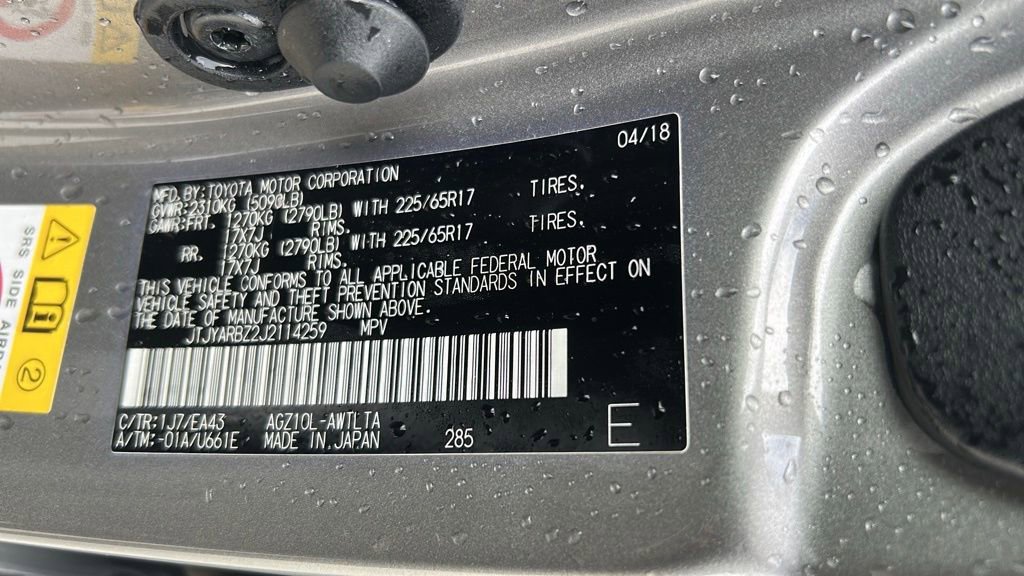 04/18
MFD. BY: TOYOTA MOTOR CORPORATION
GVWR: 2310KG (5090LB)
GAWR: FRT. 1270KG (2790LB) WITH 225/65R17 TIRES.
17X7J RIMS.
RR. 1270KG (2790LB) WITH 225/65R17 TIRES.
17X7J RIMS.
THIS VEHICLE CONFORMS TO ALL APPLICABLE FEDERAL MOTOR
VEHICLE SAFETY AND THEFT PREVENTION STANDARDS IN EFFECT ON
THE DATE OF MANUFACTURE SHOWN ABOVE.
JTJYARBZ2J2114259 MPV
C/TR: 1J7/EA43 AGZ10L-AWTLTA
A/TM: -01A/U661E MADE IN JAPAN 285
E
SRS SIDE
2